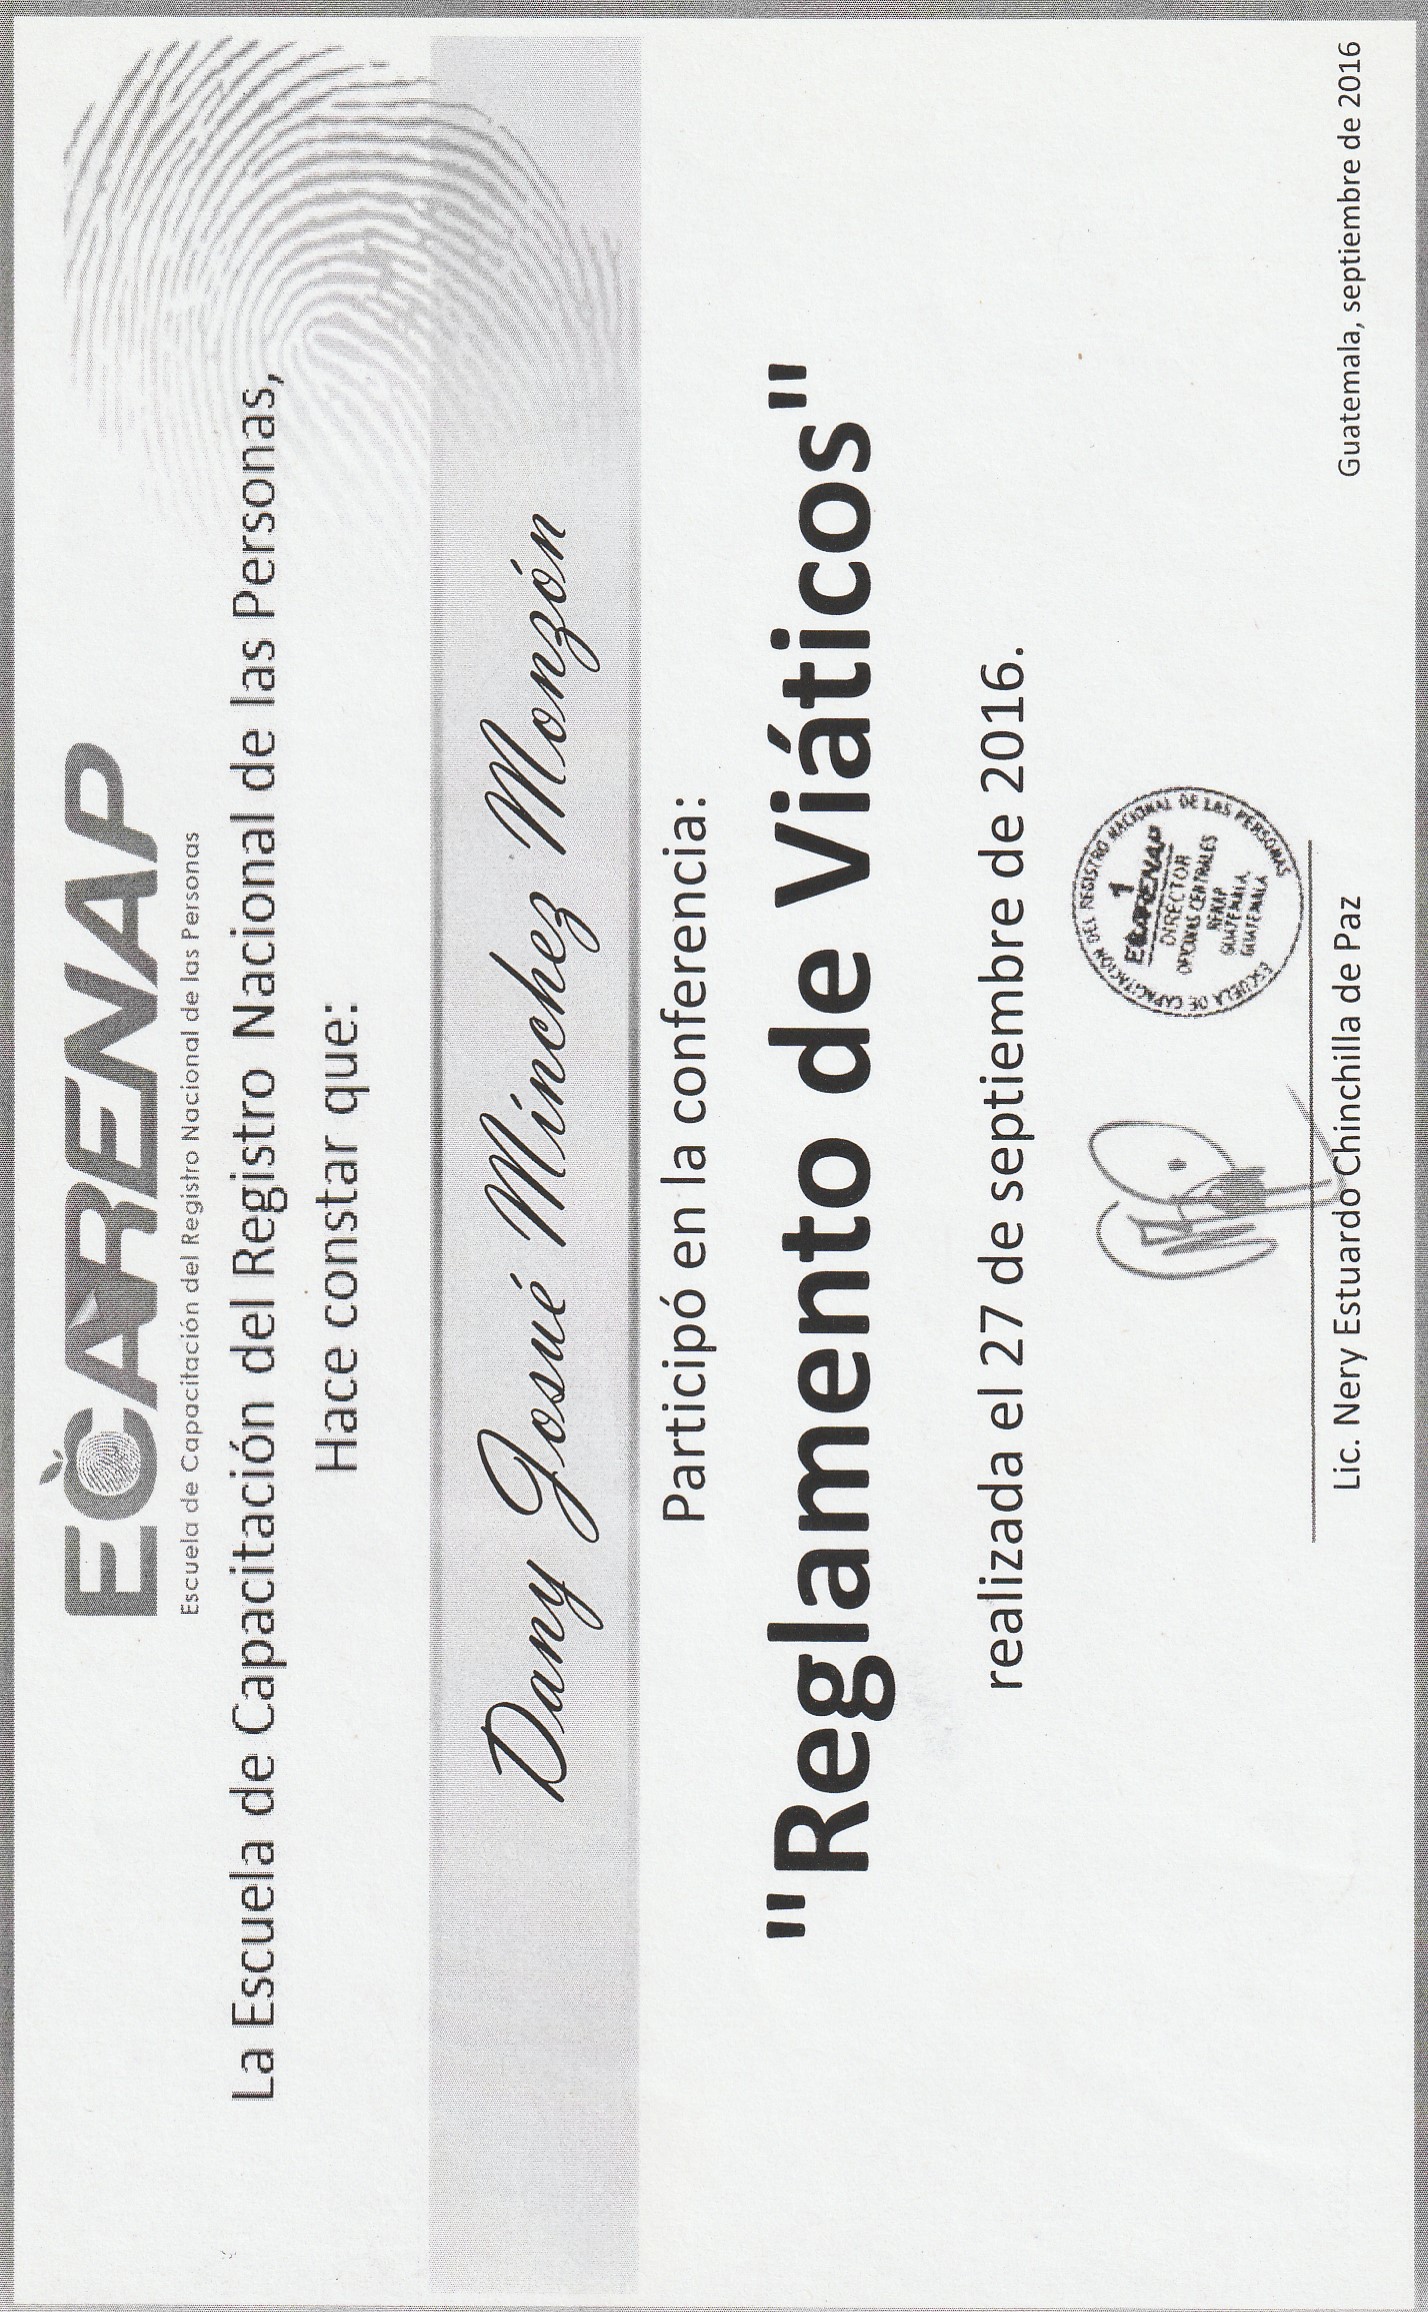 ECARENAP
Escuela de Capacitación del Registro Nacional de las Personas
La Escuela de Capacitación del Registro Nacional de las Personas,
Hace constar que:
Dany Josué Mínchez Monzón
Participó en la conferencia:
"Reglamento de Viáticos"
realizada el 27 de septiembre de 2016.
ESCUELA DE CAPACITACIÓN DEL REGISTRO NACIONAL DE LAS PERSONAS
1
ECARENAP
DIRECTOR
OFICINAS CENTRALES
RENAP
GUATEMALA,
GUATEMALA
Lic. Nery Estuardo Chinchilla de Paz
Guatemala, septiembre de 2016